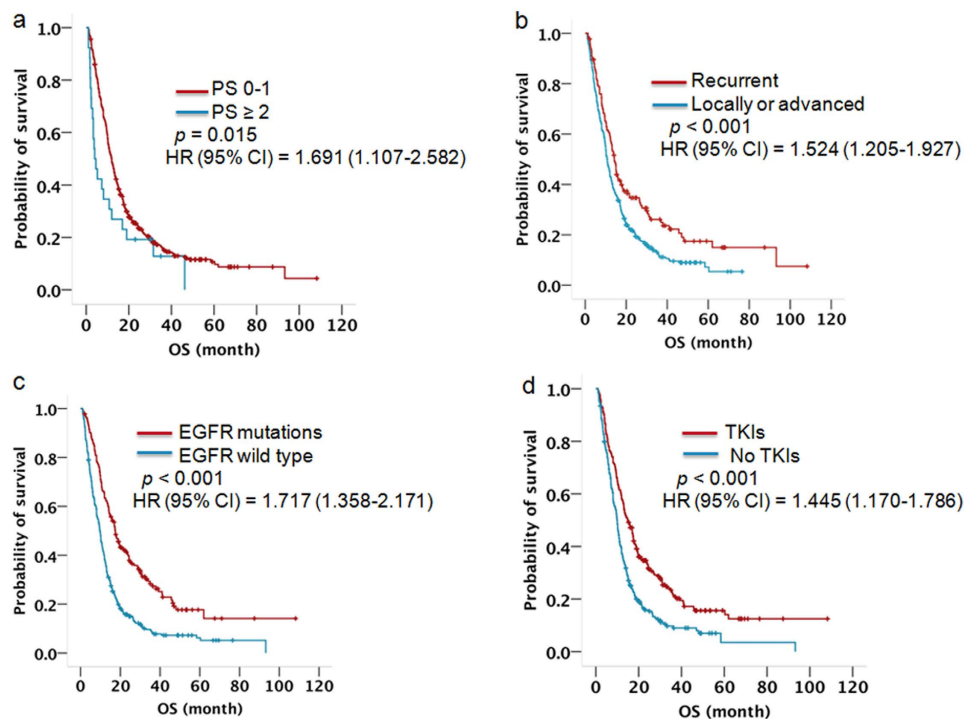 a
Probability of survival
1.0
0.8
0.6
0.4
0.2
0.0
PS 0-1
PS ≥ 2
p = 0.015
HR (95% CI) = 1.691 (1.107-2.582)
0 20 40 60 80 100 120
OS (month)
b
Probability of survival
1.0
0.8
0.6
0.4
0.2
0.0
Recurrent
Locally or advanced
p < 0.001
HR (95% CI) = 1.524 (1.205-1.927)
0 20 40 60 80 100 120
OS (month)
c
Probability of survival
1.0
0.8
0.6
0.4
0.2
0.0
EGFR mutations
EGFR wild type
p < 0.001
HR (95% CI) = 1.717 (1.358-2.171)
0 20 40 60 80 100 120
OS (month)
d
Probability of survival
1.0
0.8
0.6
0.4
0.2
0.0
TKIs
No TKIs
p < 0.001
HR (95% CI) = 1.445 (1.170-1.786)
0 20 40 60 80 100 120
OS (month)